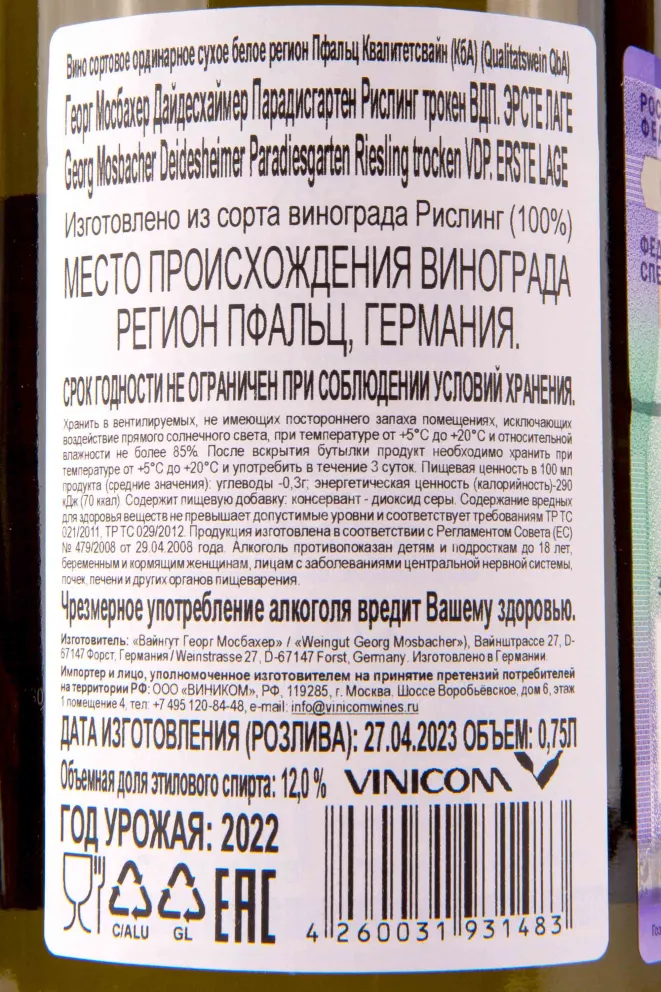 Вино сортовое ординарное сухое белое регион Пфальц Квалитетсвайн (КбА) (Qualitatswein QbA)
Георг Мосбахер Дайдесхаймер Парадисгартен Рислинг трокен ВДП. ЭРСТЕ ЛАГЕ
Georg Mosbacher Deidesheimer Paradiesgarten Riesling trocken VDP. ERSTE LAGE
Изготовлено из сорта винограда Рислинг (100%)
МЕСТО ПРОИСХОЖДЕНИЯ ВИНОГРАДА
РЕГИОН ПФАЛЬЦ, ГЕРМАНИЯ.
СРОК ГОДНОСТИ НЕ ОГРАНИЧЕН ПРИ СОБЛЮДЕНИИ УСЛОВИЙ ХРАНЕНИЯ.
Хранить в вентилируемых, не имеющих постороннего запаха помещениях, исключающих
воздействие прямого солнечного света, при температуре от +5°С до +20°С и относительной
влажности не более 85%. После вскрытия бутылки продукт необходимо хранить при
температуре от +5°С до +20°С и употребить в течение 3 суток. Пищевая ценность в 100 мл
продукта (средние значения): углеводы -0,3г; энергетическая ценность (калорийность)-290
кДж (70 ккал). Содержит пищевую добавку: консервант - диоксид серы. Содержание вредных
для здоровья веществ не превышает допустимые уровни и соответствует требованиям ТР ТС
021/2011, ТР ТС 029/2012. Продукция изготовлена в соответствии с Регламентом Совета (ЕС)
№ 479/2008 от 29.04.2008 года. Алкоголь противопоказан детям и подросткам до 18 лет,
беременным и кормящим женщинам, лицам с заболеваниями центральной нервной системы,
почек, печени и других органов пищеварения.
Чрезмерное употребление алкоголя вредит Вашему здоровью.
Изготовитель: «Вайнгут Георг Мосбахер» / «Weingut Georg Mosbacher»), Вайнштрассе 27, D-
67147 Форст, Германия / Weinstrasse 27, D-67147 Forst, Germany. Изготовлено в Германии.
Импортер и лицо, уполномоченное изготовителем на принятие претензий потребителей
на территории РФ: ООО «ВИНИКОМ», РФ, 119285, г. Москва, Шоссе Воробьёвское, дом 6, этаж
1 помещение 4, тел: +7 495 120-84-48, e-mail: info@vinicomwines.ru
ДАТА ИЗГОТОВЛЕНИЯ (РОЗЛИВА): 27.04.2023 ОБЪЕМ: 0,75Л
Объемная доля этилового спирта: 12,0 % VINICOM
ГОД УРОЖАЯ: 2022
C/ALU GL EAC
4 260031 931483
РОС
ФЕ
ФЕД
СПЕ